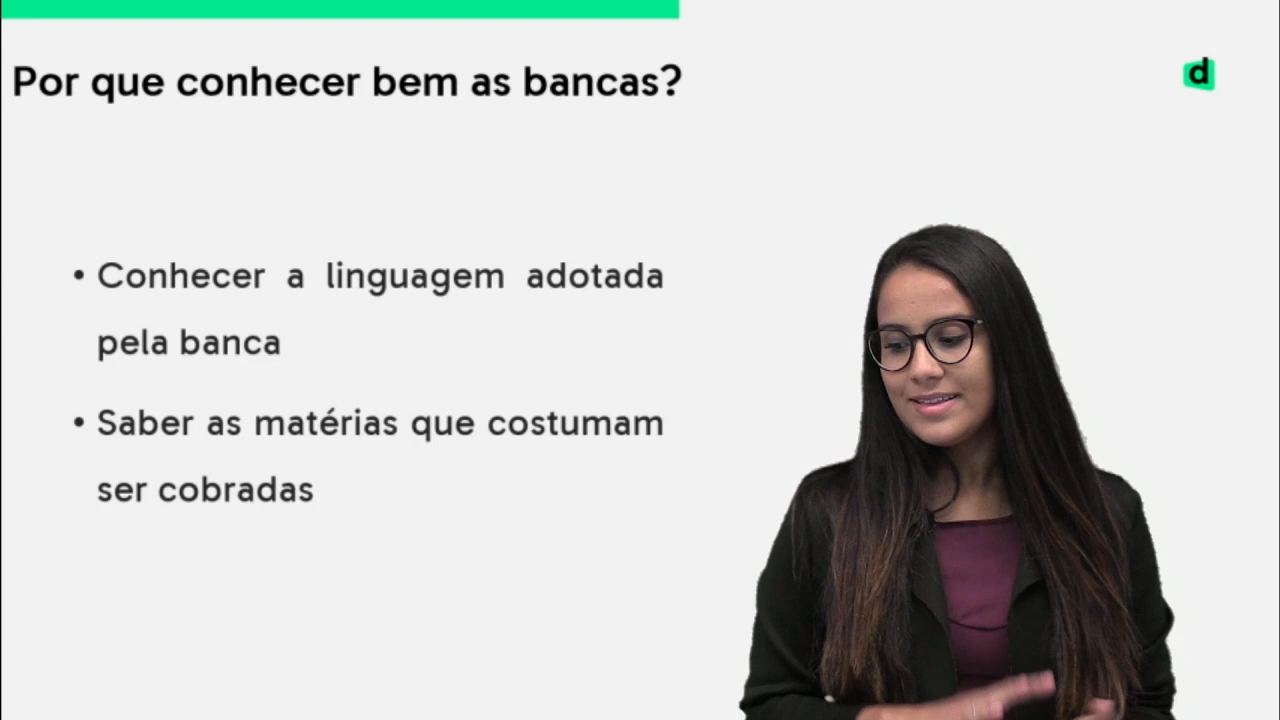 Por que conhecer bem as bancas?
d
• Conhecer a linguagem adotada
pela banca
• Saber as matérias que costumam
ser cobradas